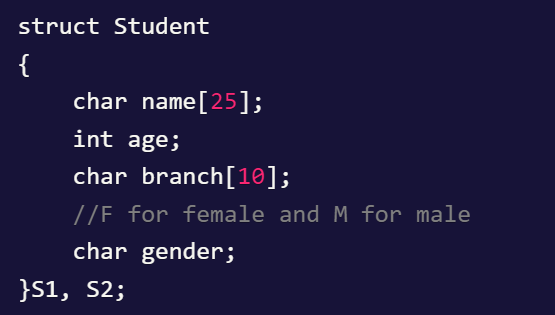 struct Student
{
    char name[25];
    int age;
    char branch[10];
    //F for female and M for male
    char gender;
}S1, S2;